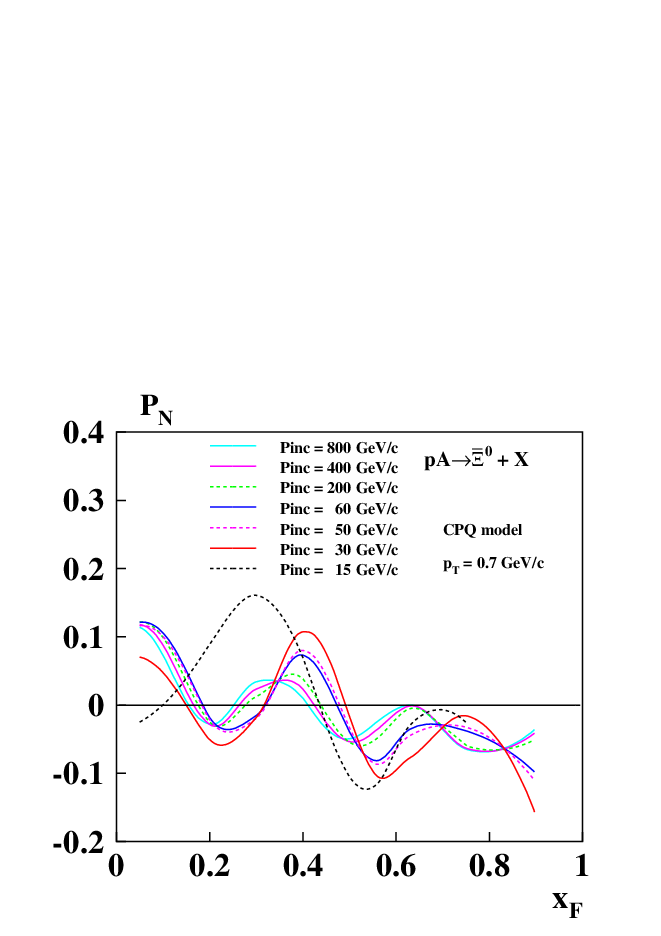 P_N
0.4
0.3
0.2
0.1
0
-0.1
-0.2
0 0.2 0.4 0.6 0.8 1
x_F
Pinc = 800 GeV/c
Pinc = 400 GeV/c
Pinc = 200 GeV/c
Pinc = 60 GeV/c
Pinc = 50 GeV/c
Pinc = 30 GeV/c
Pinc = 15 GeV/c
pA→Ξ̄⁰ + X
CPQ model
p_T = 0.7 GeV/c